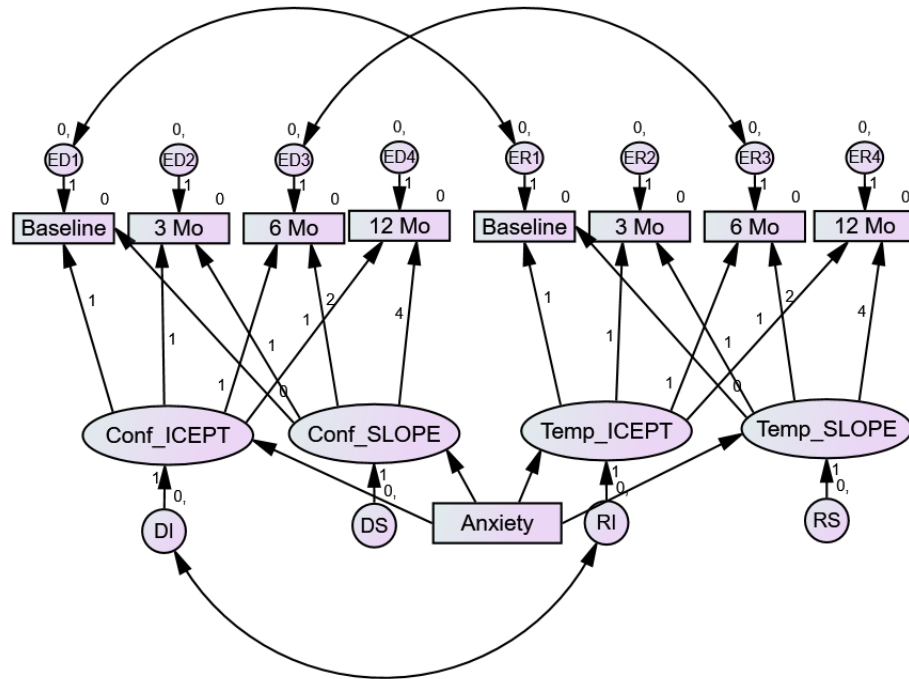 0, 0, 0, 0, 0, 0, 0, 0,
ED1 ED2 ED3 ED4 ER1 ER2 ER3 ER4
1 1 1 1 1 1 1 1
0 0 0 0 0 0 0 0
Baseline 3 Mo 6 Mo 12 Mo Baseline 3 Mo 6 Mo 12 Mo
1 2 4 1 2 4
1 1 1 1 1 1
1 0 1 0
Conf_ICEPT Conf_SLOPE Temp_ICEPT Temp_SLOPE
1 1 1 1
0, 0, 0, 0,
DI DS Anxiety RI RS